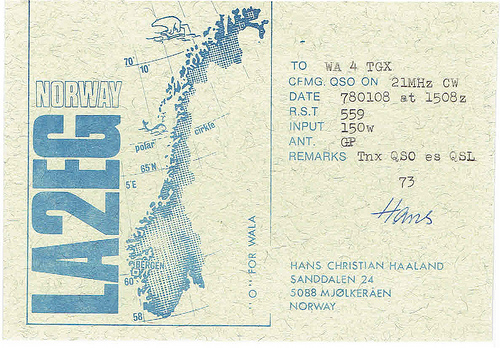 NORWAY
LA2EG
70°
10°
polar cirkle
65°N
5°E
BERGEN
60
58
"O" FOR WALA
TO WA 4 TGX
CFMG. QSO ON 21MHz CW
DATE 780108 at 1508z
R.S.T 559
INPUT 150w
ANT. GP
REMARKS Tnx QSO es QSL
73
Hans
HANS CHRISTIAN HAALAND
SANDDALEN 24
5088 MJØLKERÅEN
NORWAY